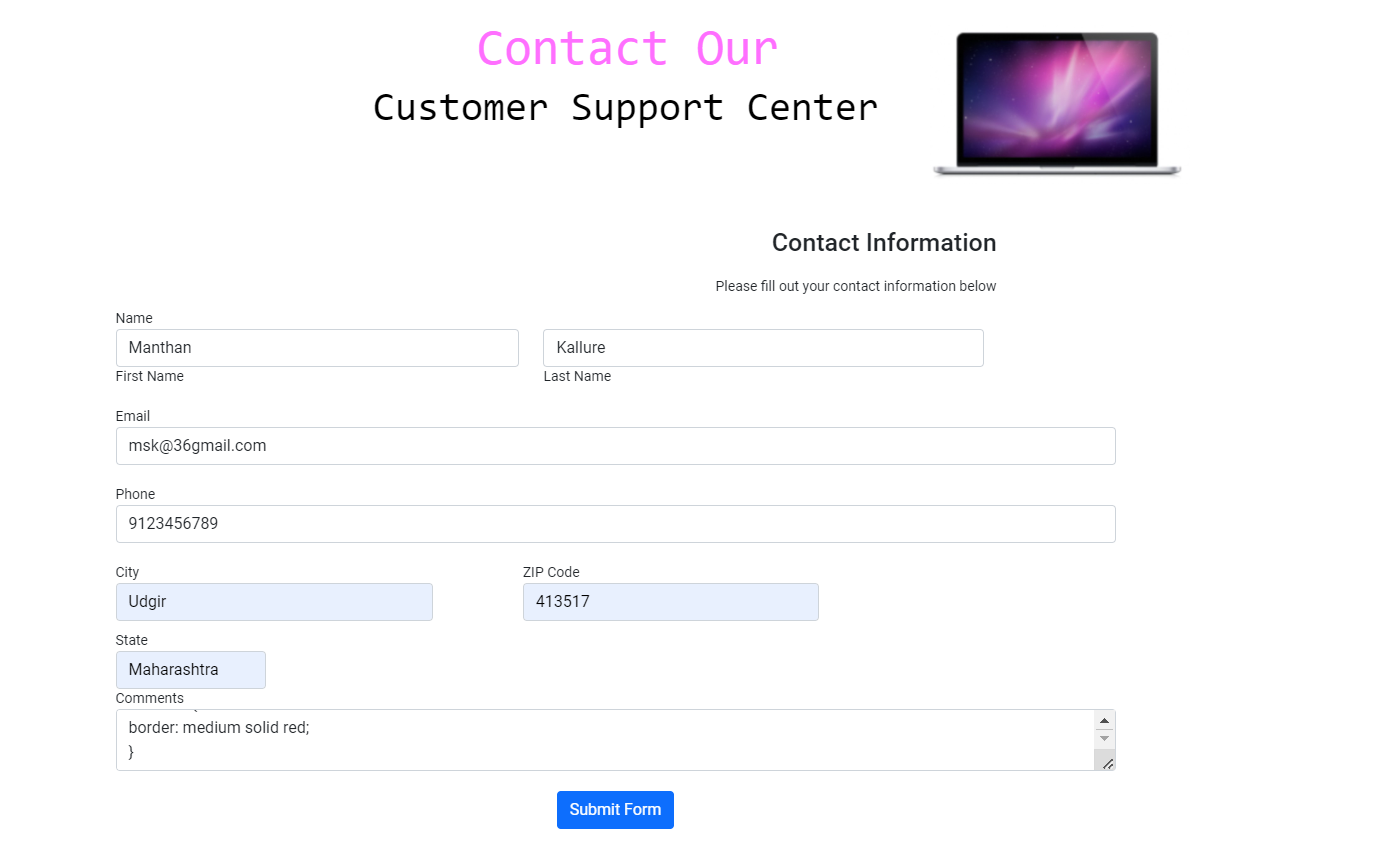 Contact Our
Customer Support Center
Contact Information
Please fill out your contact information below
Name
Manthan Kallure
First Name Last Name
Email
msk@36gmail.com
Phone
9123456789
City ZIP Code
Udgir 413517
State
Maharashtra
Comments
border: medium solid red;
}
Submit Form